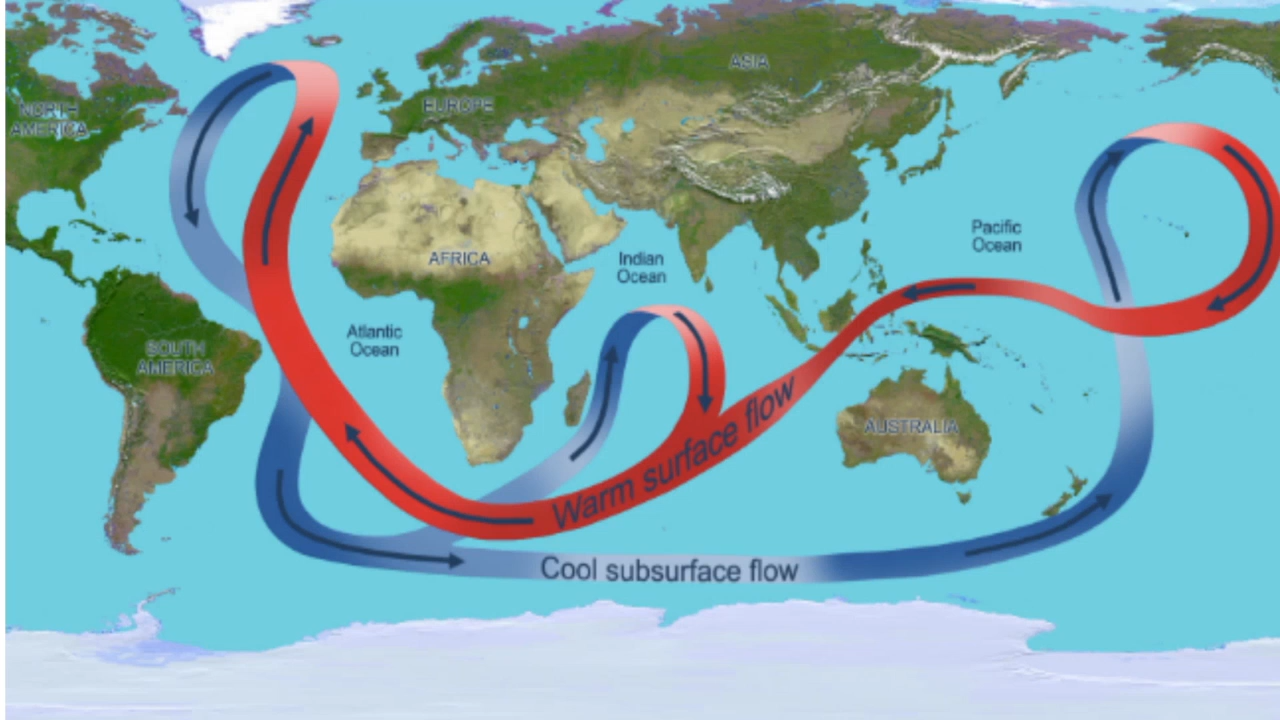 ASIA
NORTH
AMERICA
EUROPE
Pacific
Ocean
AFRICA
Indian
Ocean
Atlantic
Ocean
SOUTH
AMERICA
AUSTRALIA
Warm surface flow
Cool subsurface flow